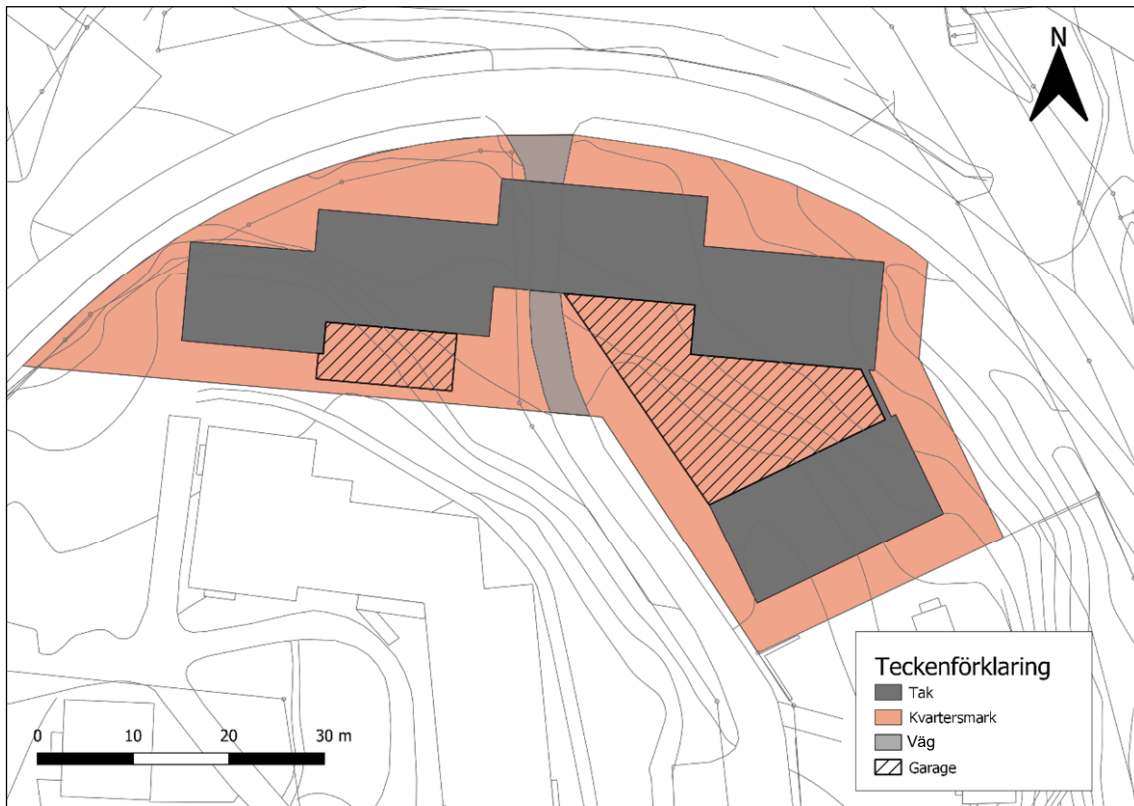 N
Teckenförklaring
Tak
Kvartersmark
Väg
Garage
0 10 20 30 m